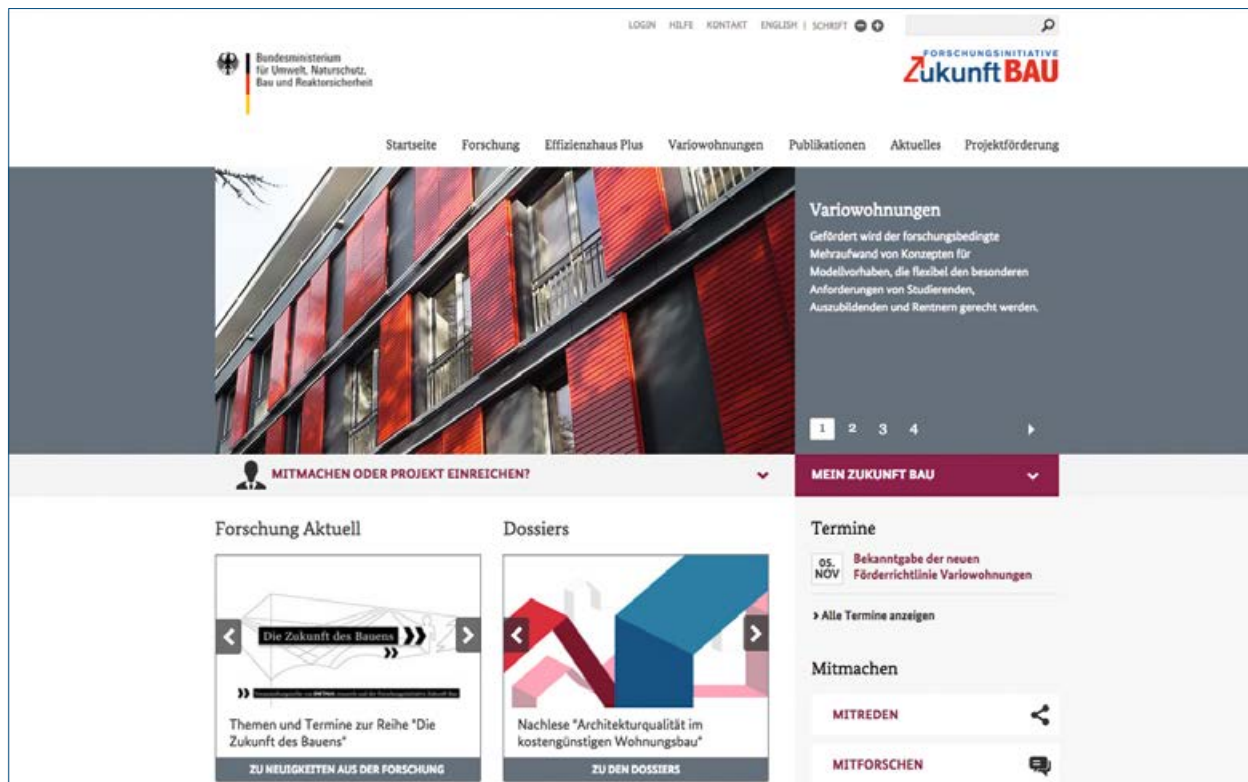 LOGIN HILFE KONTAKT ENGLISH | SCHRIFT
Bundesministerium
für Umwelt, Naturschutz,
Bau und Reaktorsicherheit
FORSCHUNGSINITIATIVE
Zukunft BAU
Startseite Forschung Effizienzhaus Plus Variowohnungen Publikationen Aktuelles Projektförderung
Variowohnungen
Gefördert wird der forschungsbedingte
Mehraufwand von Konzepten für
Modellvorhaben, die flexibel den besonderen
Anforderungen von Studierenden,
Auszubildenden und Rentnern gerecht werden.
1 2 3 4
MITMACHEN ODER PROJEKT EINREICHEN?
MEIN ZUKUNFT BAU
Forschung Aktuell
Die Zukunft des Bauens
Themen und Termine zur Reihe "Die
Zukunft des Bauens"
ZU NEUIGKEITEN AUS DER FORSCHUNG
Dossiers
Nachlese "Architekturqualität im
kostengünstigen Wohnungsbau"
ZU DEN DOSSIERS
Termine
05.
NOV
Bekanntgabe der neuen
Förderrichtlinie Variowohnungen
Alle Termine anzeigen
Mitmachen
MITREDEN
MITFORSCHEN